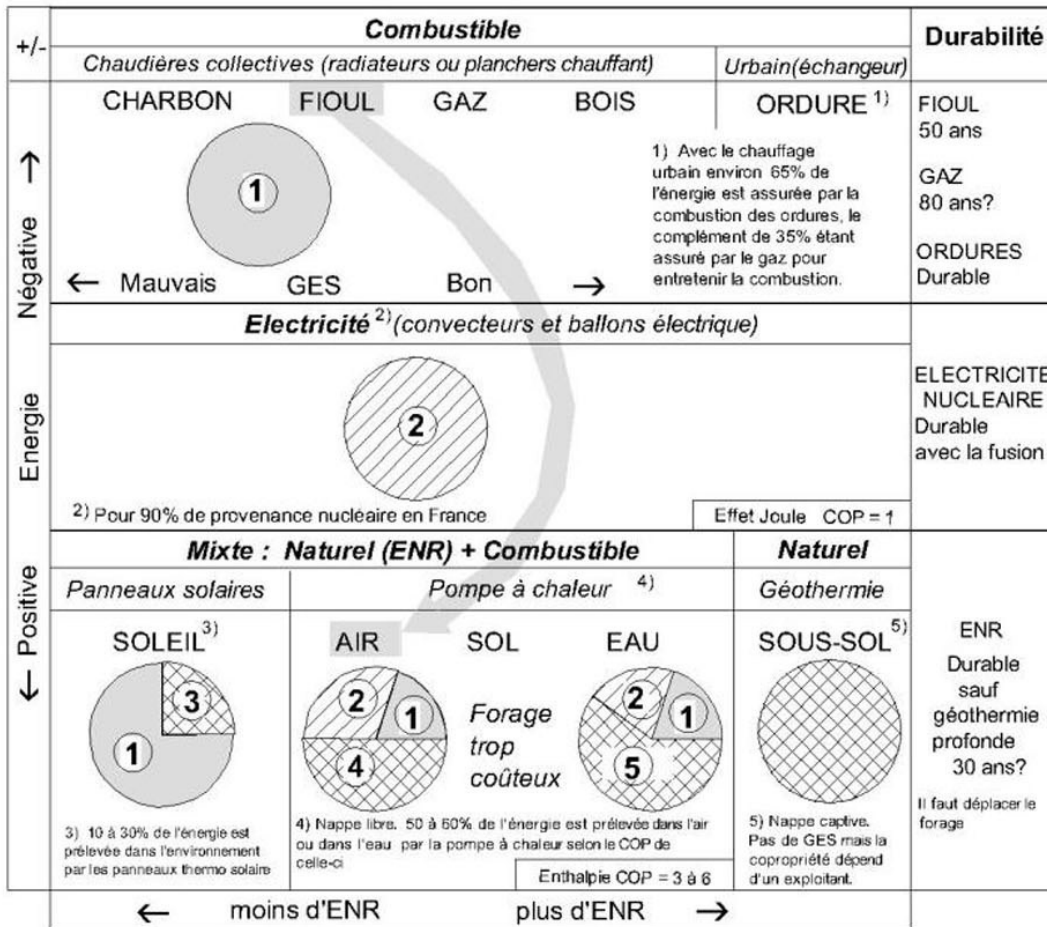 +/-
Combustible
Durabilité
Chaudières collectives (radiateurs ou planchers chauffant)
Urbain(échangeur)
CHARBON
FIOUL
GAZ
BOIS
ORDURE 1)
1
1) Avec le chauffage
urbain environ 65% de
l'énergie est assurée par la
combustion des ordures, le
complément de 35% étant
assuré par le gaz pour
entretenir la combustion.
← Mauvais
GES
Bon →
FIOUL
50 ans
GAZ
80 ans?
ORDURES
Durable
Négative →
Energie
← Positive
Electricité 2) (convecteurs et ballons électrique)
2
2) Pour 90% de provenance nucléaire en France
Effet Joule COP = 1
ELECTRICITE
NUCLEAIRE
Durable
avec la fusion
Mixte : Naturel (ENR) + Combustible
Naturel
Panneaux solaires
Pompe à chaleur 4)
Géothermie
SOLEIL 3)
3
1
3) 10 à 30% de l'énergie est
prélevée dans l'environnement
par les panneaux thermo solaire
AIR
SOL
EAU
2
1
4
Forage
trop
coûteux
2
1
5
4) Nappe libre. 50 à 60% de l'énergie est prélevée dans l'air
ou dans l'eau par la pompe à chaleur selon le COP de
celle-ci
Enthalpie COP = 3 à 6
SOUS-SOL 5)
5) Nappe captive.
Pas de GES mais la
copropriété dépend
d'un exploitant.
ENR
Durable
sauf
géothermie
profonde
30 ans?
Il faut déplacer le
forage
← moins d'ENR
plus d'ENR →